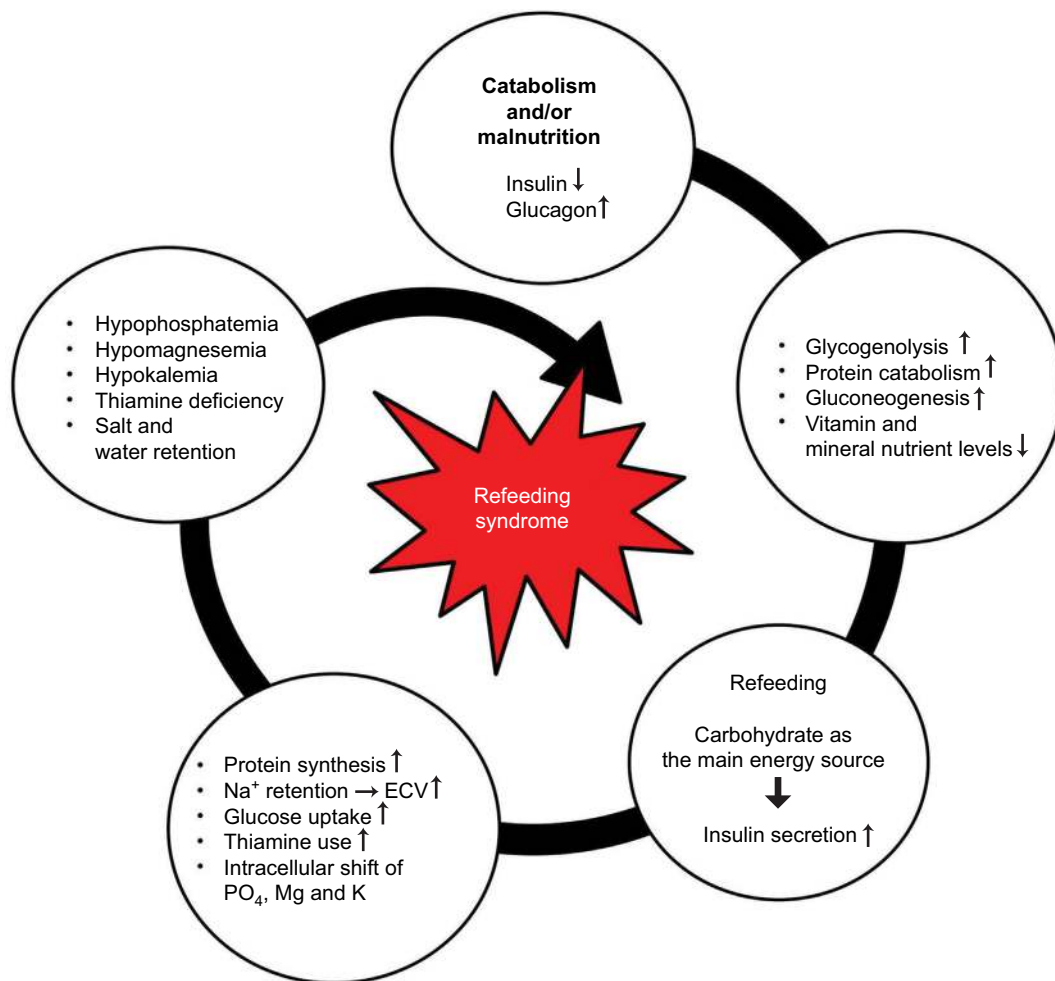 Catabolism
and/or
malnutrition
Insulin ↓
Glucagon ↑
• Glycogenolysis ↑
• Protein catabolism ↑
• Gluconeogenesis ↑
• Vitamin and
mineral nutrient levels ↓
Refeeding
Carbohydrate as
the main energy source
Insulin secretion ↑
• Protein synthesis ↑
• Na⁺ retention → ECV ↑
• Glucose uptake ↑
• Thiamine use ↑
• Intracellular shift of
PO₄, Mg and K
• Hypophosphatemia
• Hypomagnesemia
• Hypokalemia
• Thiamine deficiency
• Salt and
water retention
Refeeding
syndrome